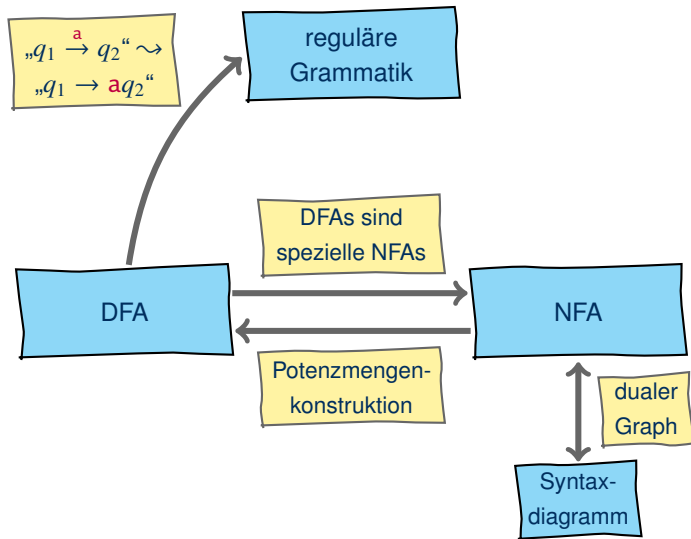 „q₁ →ᵃ q₂“ ⇝
„q₁ → aq₂“
reguläre
Grammatik
DFAs sind
spezielle NFAs
DFA
NFA
Potenzmengen-
konstruktion
dualer
Graph
Syntax-
diagramm